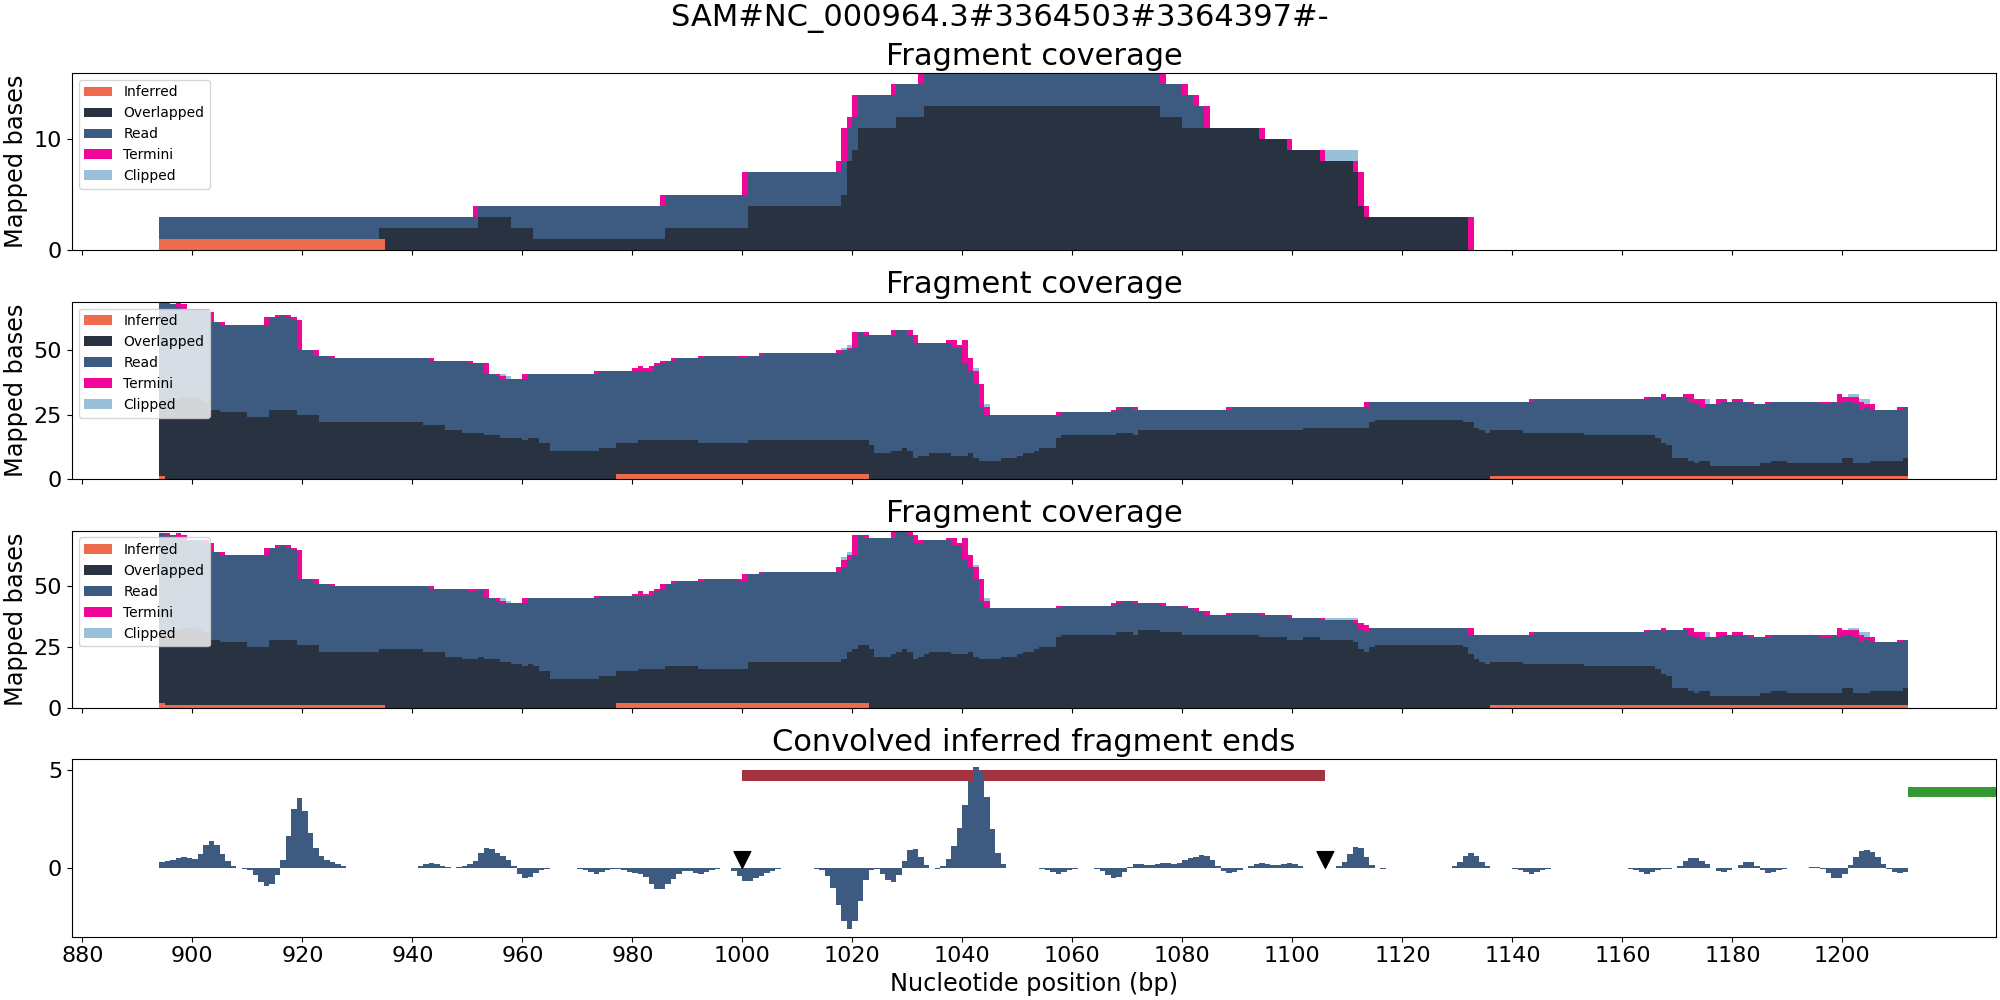 SAM#NC_000964.3#3364503#3364397#-
Fragment coverage
Mapped bases
10
0
Inferred
Overlapped
Read
Termini
Clipped
Fragment coverage
Mapped bases
50
25
0
Inferred
Overlapped
Read
Termini
Clipped
Fragment coverage
Mapped bases
50
25
0
Inferred
Overlapped
Read
Termini
Clipped
Convolved inferred fragment ends
5
0
880 900 920 940 960 980 1000 1020 1040 1060 1080 1100 1120 1140 1160 1180 1200
Nucleotide position (bp)